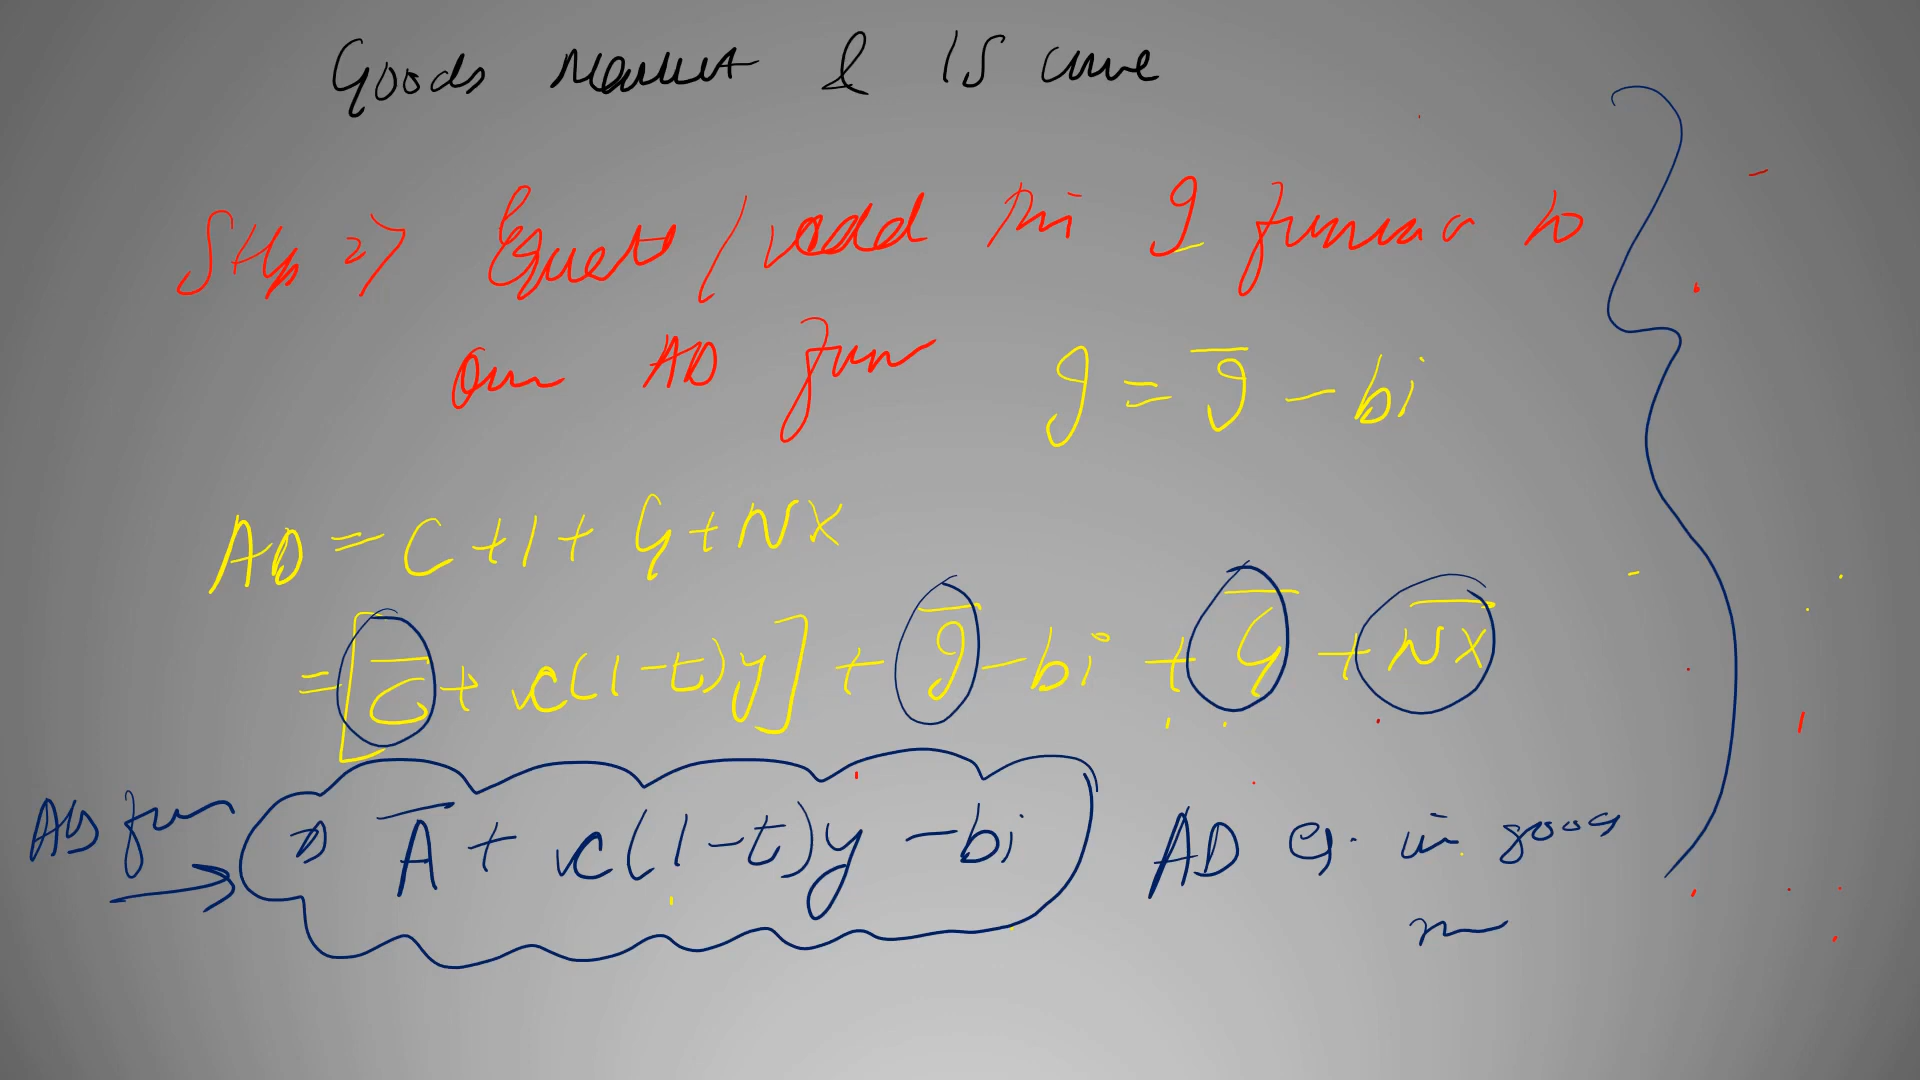 Goods Market & IS curve
Step 2) Equate / add this I function to
our AD fun
I = Ī - bi
AD = C + I + G + NX
= [C̅ + c(1-t)y] + Ī - bi + G̅ + N̅X̅
AD fun → ⇒ A̅ + c(1-t)y - bi
AD eq. in goods
m